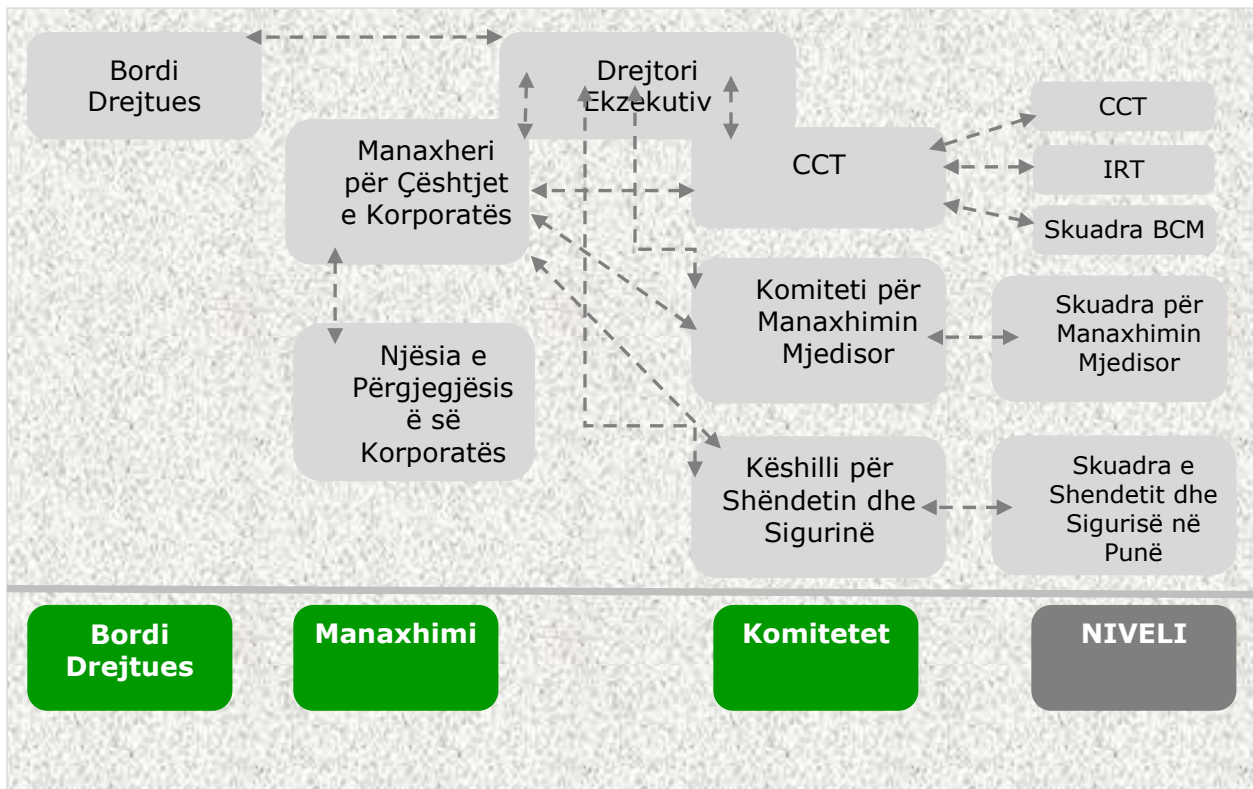 Bordi
Drejtues
Drejtori
Ekzekutiv
Manaxheri
për Çështjet
e Korporatës
CCT
CCT
IRT
Skuadra BCM
Komiteti për
Manaxhimin
Mjedisor
Skuadra për
Manaxhimin
Mjedisor
Njësia e
Përgjegjësis
ë së
Korporatës
Këshilli për
Shëndetin dhe
Sigurinë
Skuadra e
Shendetit dhe
Sigurisë në
Punë
Bordi
Drejtues
Manaxhimi
Komitetet
NIVELI